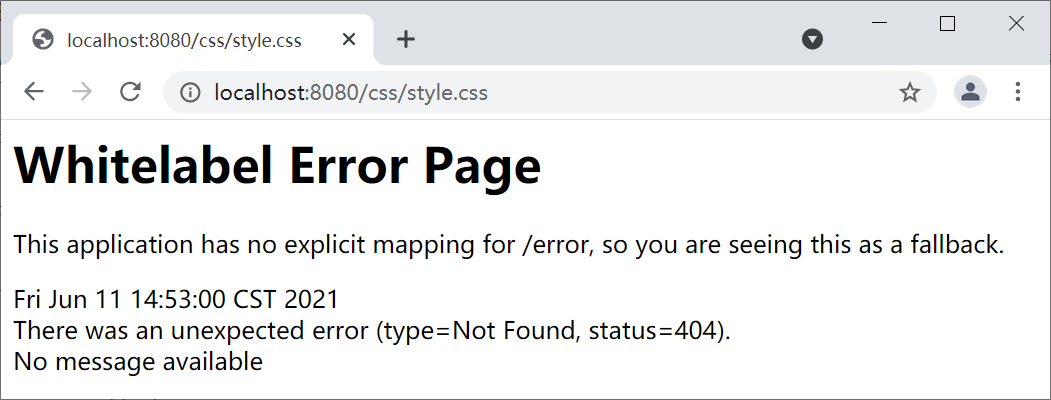 localhost:8080/css/style.css
localhost:8080/css/style.css
Whitelabel Error Page
This application has no explicit mapping for /error, so you are seeing this as a fallback.
Fri Jun 11 14:53:00 CST 2021
There was an unexpected error (type=Not Found, status=404).
No message available